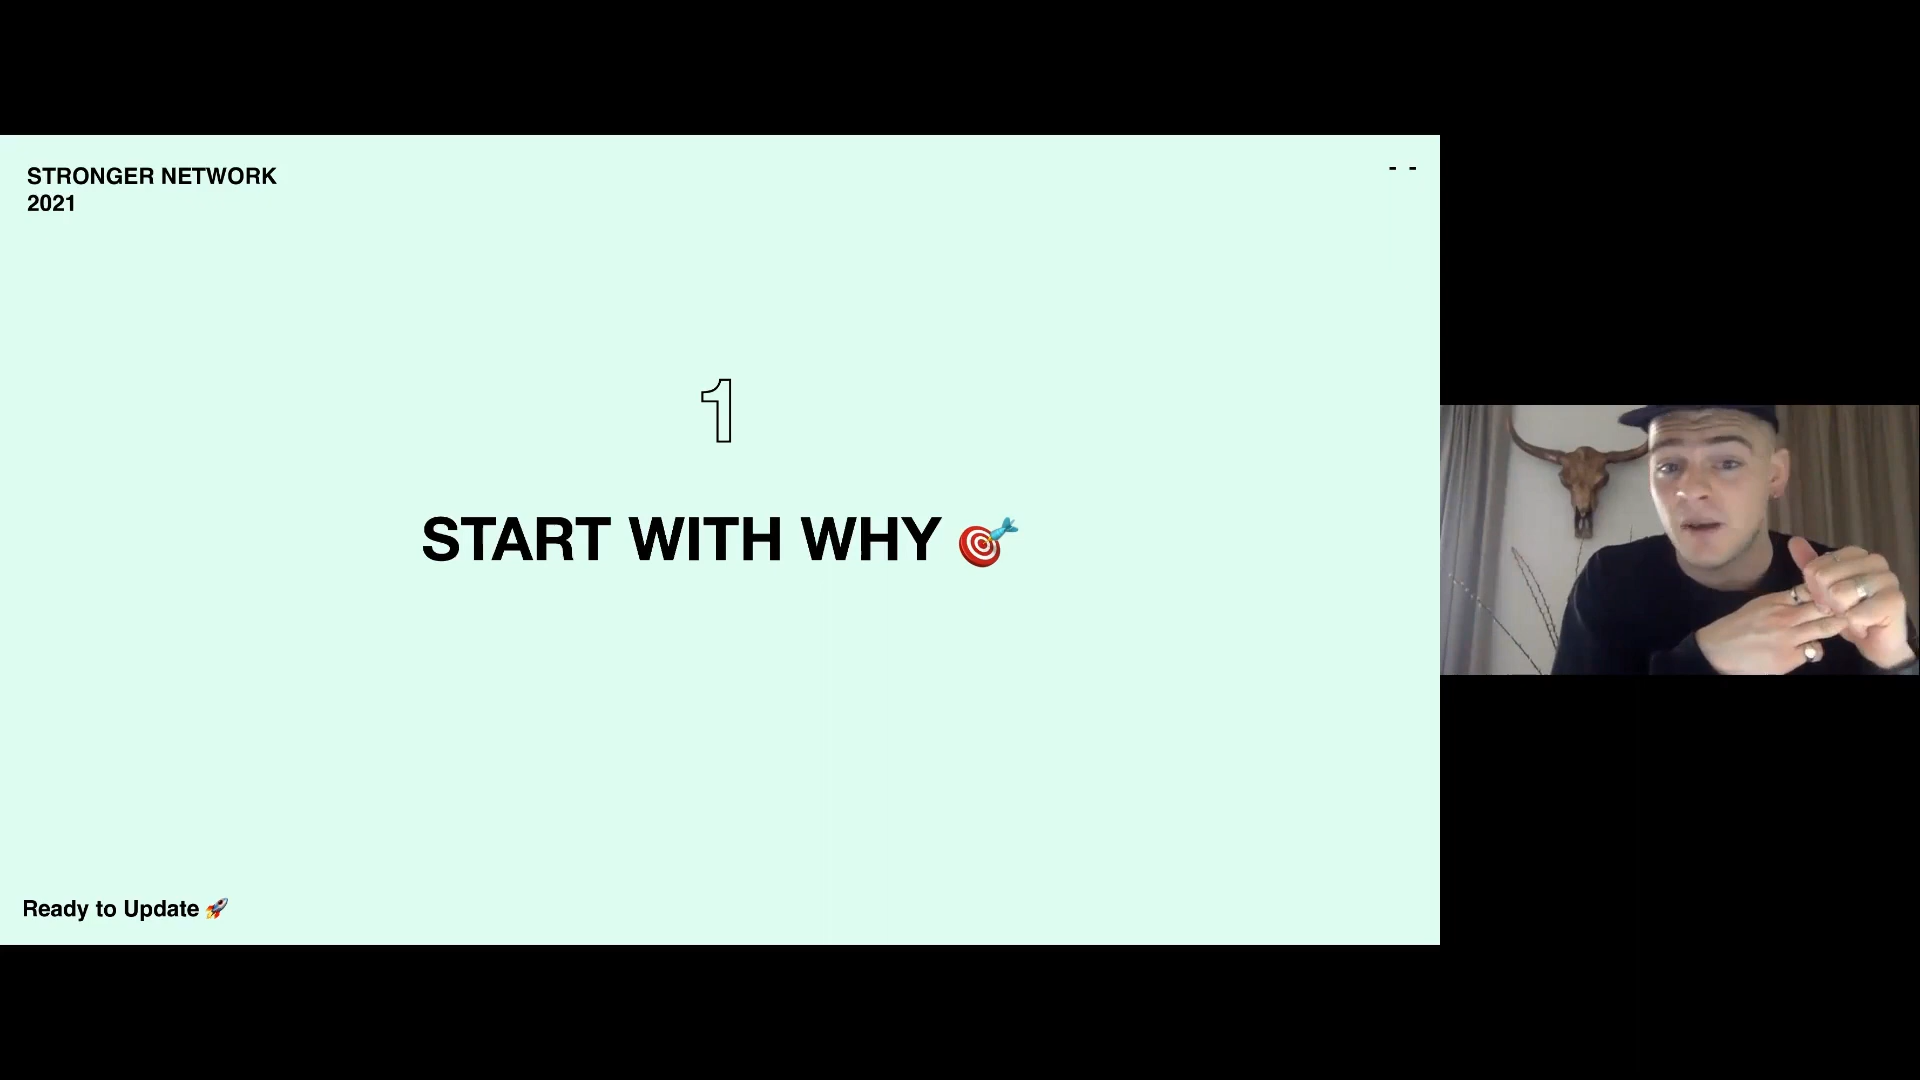 STRONGER NETWORK
2021
- -
1
START WITH WHY 🎯
Ready to Update 🚀